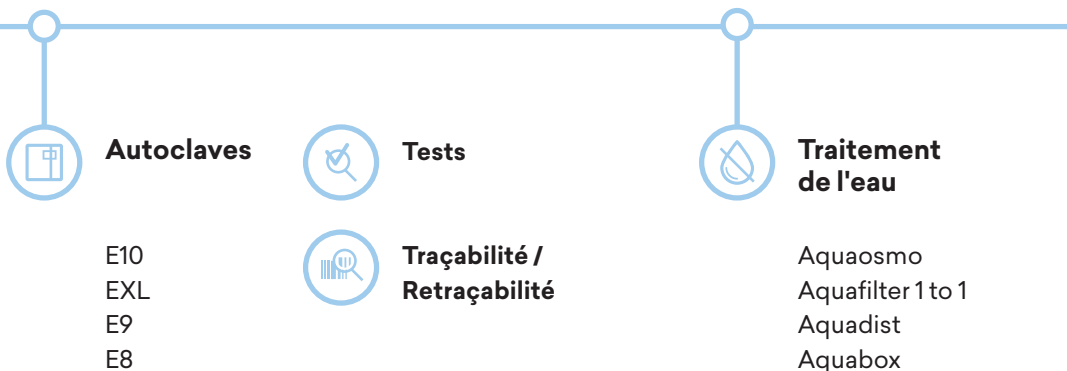 Autoclaves
E10
EXL
E9
E8
Tests
Traçabilité /
Retraçabilité
Traitement
de l'eau
Aquaosmo
Aquafilter 1 to 1
Aquadist
Aquabox